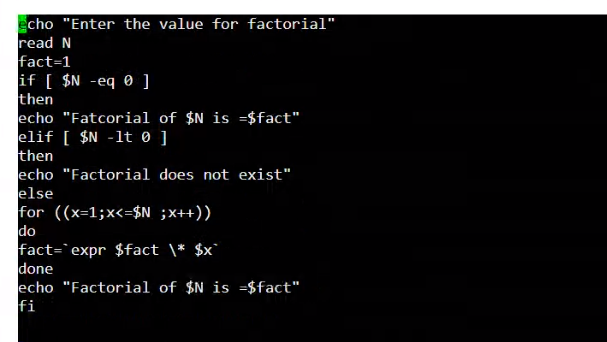 echo "Enter the value for factorial"
read N
fact=1
if [ $N -eq 0 ]
then
echo "Fatcorial of $N is =$fact"
elif [ $N -lt 0 ]
then
echo "Factorial does not exist"
else
for ((x=1;x<=$N ;x++))
do
fact=`expr $fact \* $x`
done
echo "Factorial of $N is =$fact"
fi